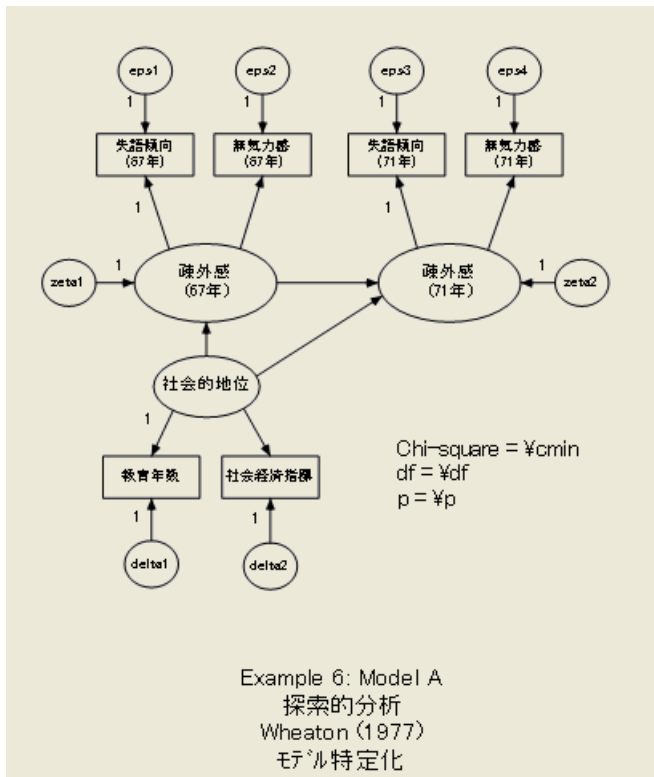 eps1 eps2 eps3 eps4
1 1 1 1
失語傾向 無気力感 失語傾向 無気力感
(67年) (67年) (71年) (71年)
1 1
1 疎外感 疎外感 1
zeta1 (67年) (71年) zeta2
社会的地位
1
教育年数 社会経済指標
1 1
delta1 delta2
Chi-square = ¥cmin
df = ¥df
p = ¥p
Example 6: Model A
探索的分析
Wheaton (1977)
モデル特定化